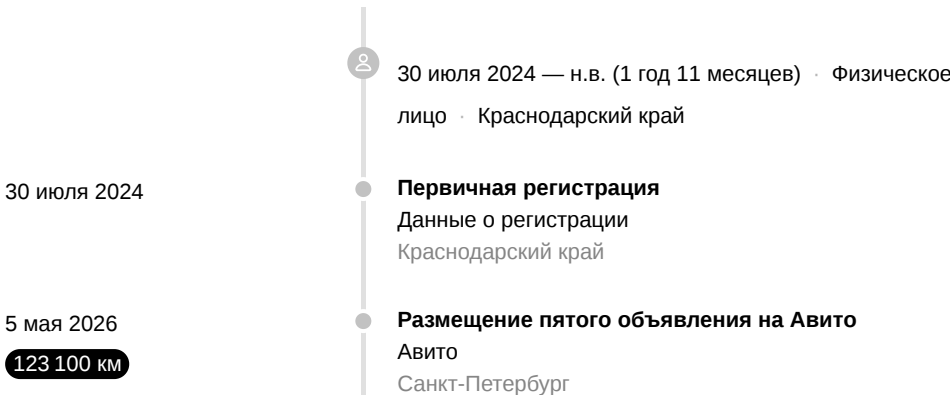 30 июля 2024 — н.в. (1 год 11 месяцев) · Физическое
лицо · Краснодарский край
30 июля 2024
Первичная регистрация
Данные о регистрации
Краснодарский край
5 мая 2026
123 100 км
Размещение пятого объявления на Авито
Авито
Санкт-Петербург